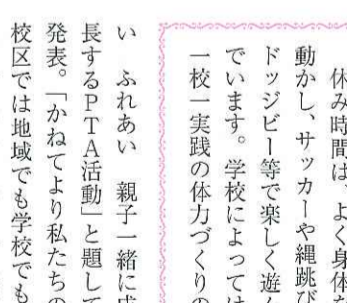 休み時間は、よく身体を
動かし、サッカーや縄跳び
ドッジビー等で楽しく遊ん
でいます。学校によっては
一校一実践の体力づくりの
い ふれあい 親子一緒に成
長するPTA活動」と題して
発表。「かねてより私たちの
校区では地域でも学校でも